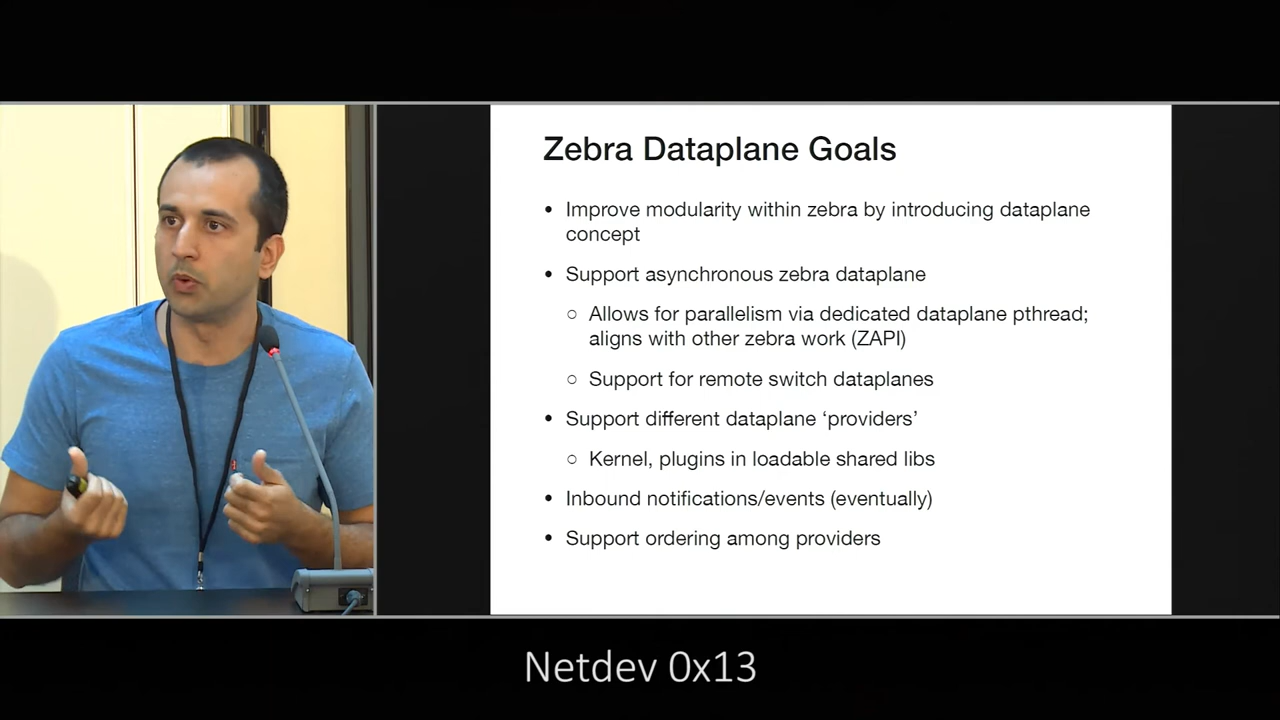 Zebra Dataplane Goals
• Improve modularity within zebra by introducing dataplane
concept
• Support asynchronous zebra dataplane
○ Allows for parallelism via dedicated dataplane pthread;
aligns with other zebra work (ZAPI)
○ Support for remote switch dataplanes
• Support different dataplane ‘providers’
○ Kernel, plugins in loadable shared libs
• Inbound notifications/events (eventually)
• Support ordering among providers
Netdev 0x13